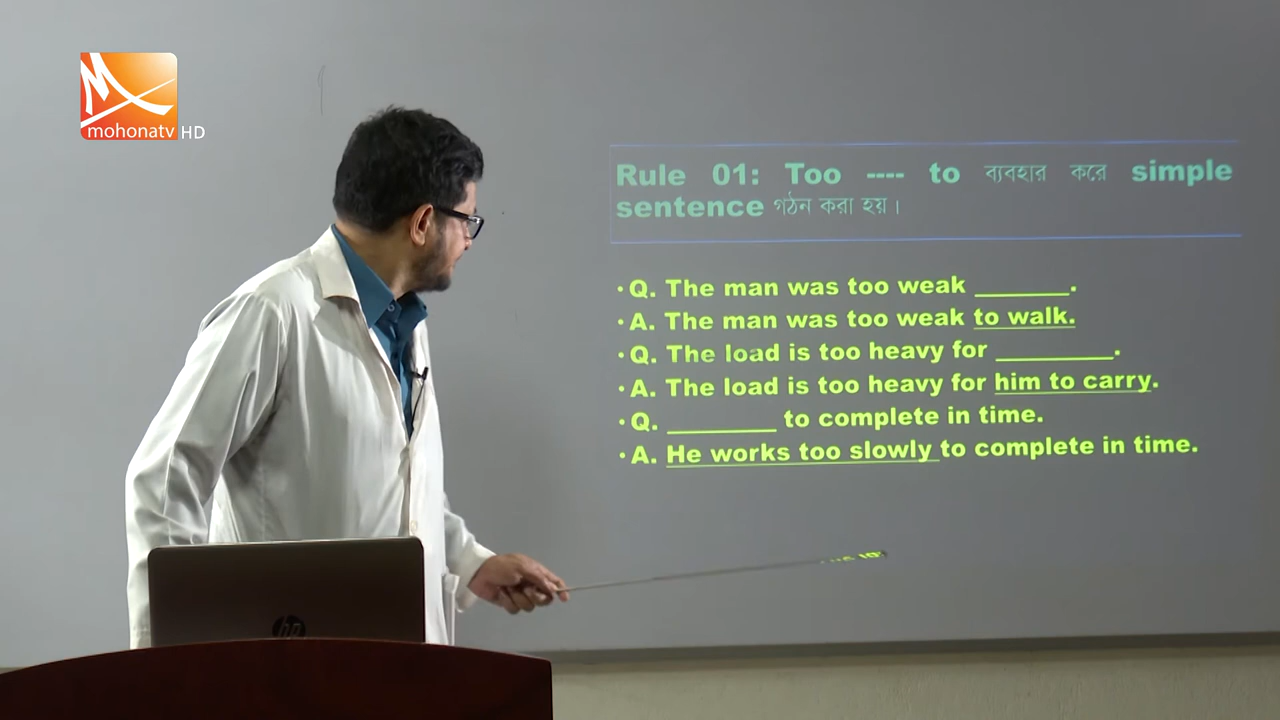 mohonatv HD
Rule 01: Too ---- to ব্যবহার করে simple
sentence গঠন করা হয়।
• Q. The man was too weak _______.
• A. The man was too weak to walk.
• Q. The load is too heavy for _________.
• A. The load is too heavy for him to carry.
• Q. ________ to complete in time.
• A. He works too slowly to complete in time.
hp